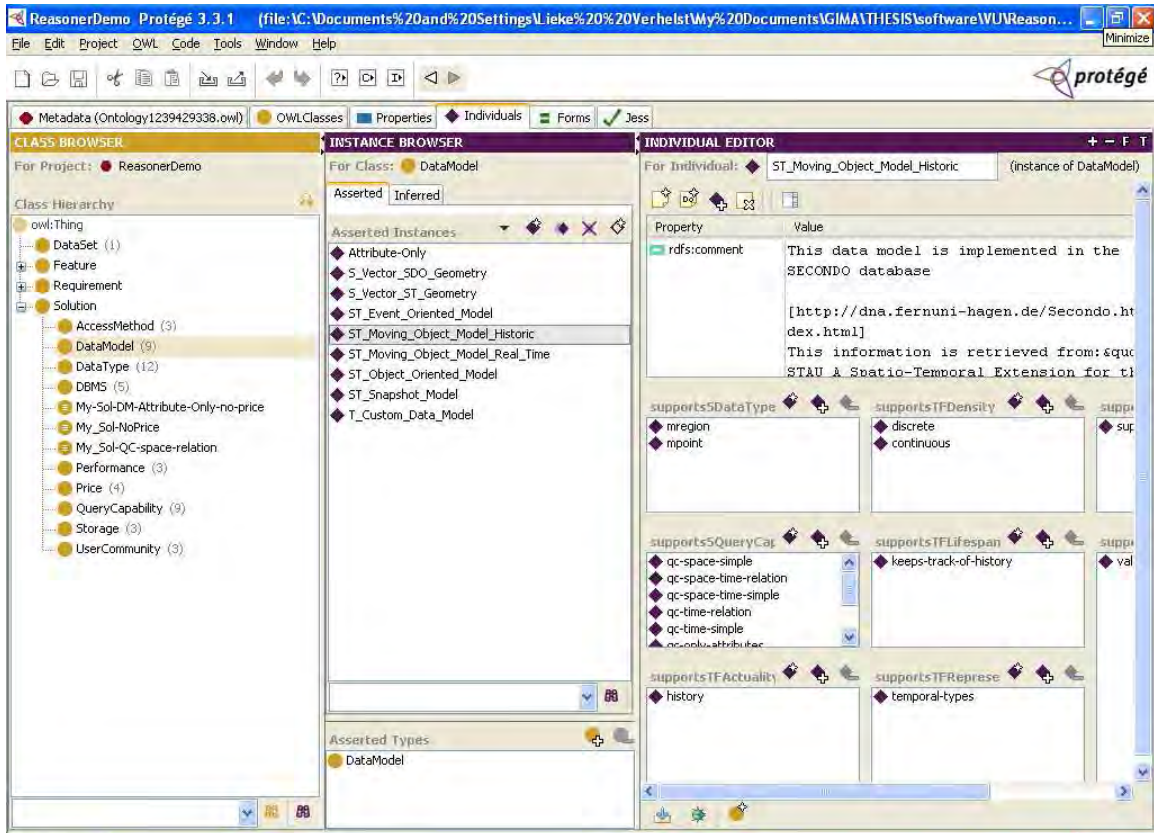 ReasonerDemo Protégé 3.3.1 (file:\C:\Documents%20and%20Settings\Lieke%20%20Verhelst\My%20Documents\GIMA\THESIS\software\VU\Reason...
Minimize
File Edit Project OWL Code Tools Window Help
protégé
Metadata (Ontology1239429338.owl) OWLClasses Properties Individuals Forms Jess
CLASS BROWSER
For Project: ReasonerDemo
Class Hierarchy
owl:Thing
DataSet (1)
Feature
Requirement
Solution
AccessMethod (3)
DataModel (9)
DataType (12)
DBMS (5)
My-Sol-DM-Attribute-Only-no-price
My_Sol-NoPrice
My_Sol-QC-space-relation
Performance (3)
Price (4)
QueryCapability (9)
Storage (3)
UserCommunity (3)
INSTANCE BROWSER
For Class: DataModel
Asserted Inferred
Asserted Instances
Attribute-Only
S_Vector_SDO_Geometry
S_Vector_ST_Geometry
ST_Event_Oriented_Model
ST_Moving_Object_Model_Historic
ST_Moving_Object_Model_Real_Time
ST_Object_Oriented_Model
ST_Snapshot_Model
T_Custom_Data_Model
Asserted Types
DataModel
INDIVIDUAL EDITOR + - F T
For Individual: ST_Moving_Object_Model_Historic (instance of DataModel)
Property Value
rdfs:comment This data model is implemented in the
SECONDO database
[http://dna.fernuni-hagen.de/Secondo.ht
dex.html]
This information is retrieved from:&quo
STAU A Spatio-Temporal Extension for th
supportsSDataType supportsTFDensity supp
mregion discrete sup
mpoint continuous
supportsSQueryCap supportsTFLifespan supp
qc-space-simple keeps-track-of-history val
qc-space-time-relation
qc-space-time-simple
qc-time-relation
qc-time-simple
qc-only-attributes
supportsTFActuality supportsTFReprese
history temporal-types